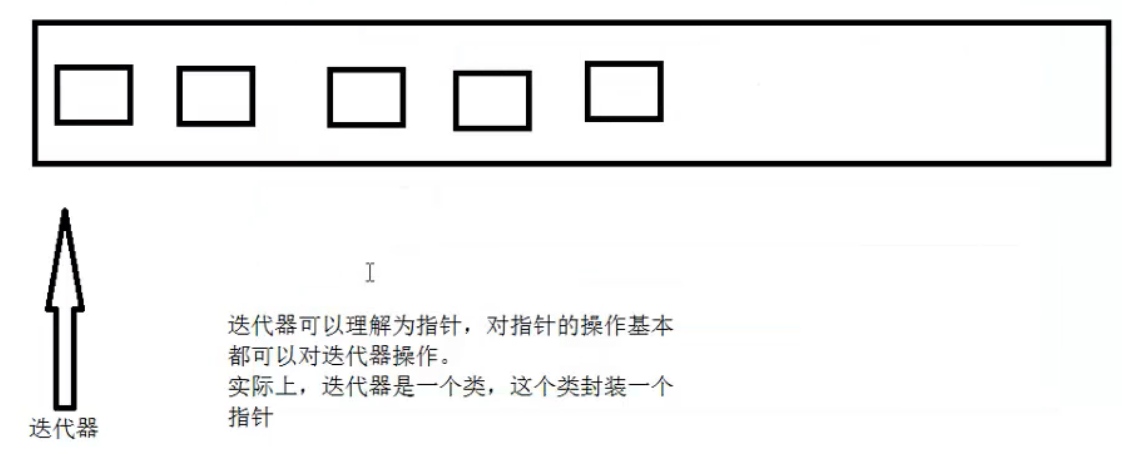 迭代器可以理解为指针，对指针的操作基本
都可以对迭代器操作。
实际上，迭代器是一个类，这个类封装一个
指针
迭代器